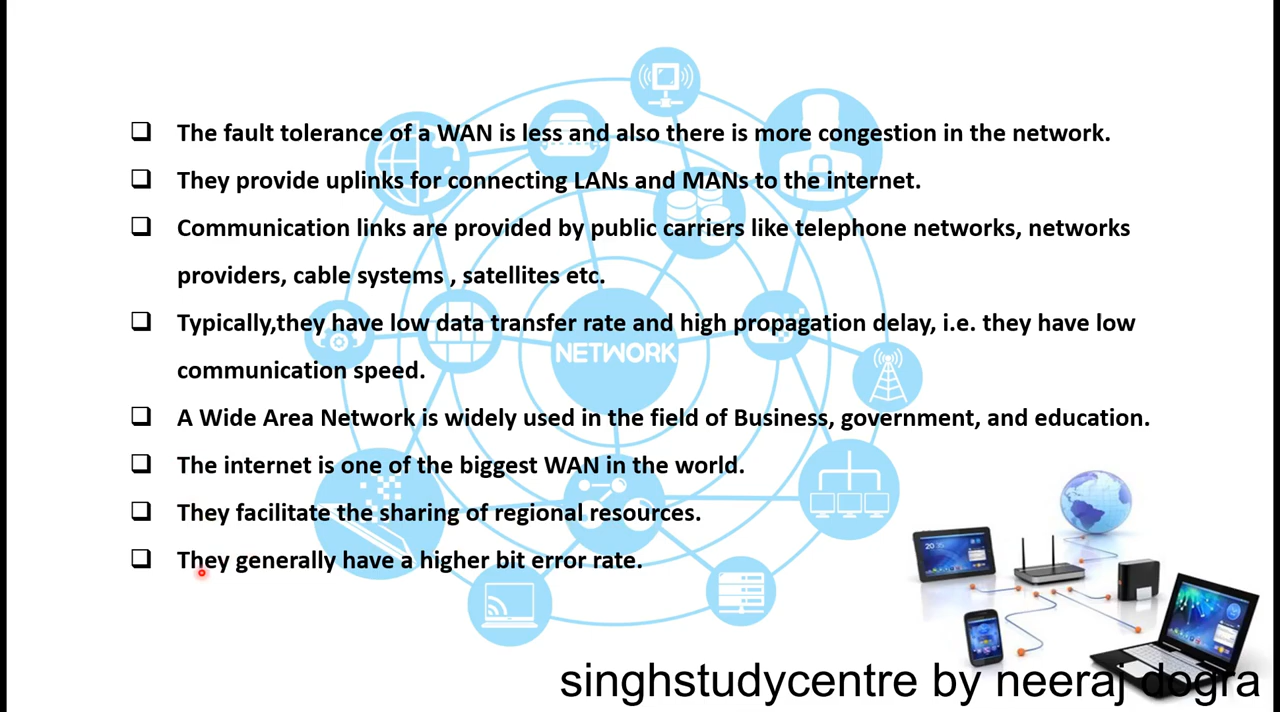 The fault tolerance of a WAN is less and also there is more congestion in the network.
They provide uplinks for connecting LANs and MANs to the internet.
Communication links are provided by public carriers like telephone networks, networks
providers, cable systems , satellites etc.
Typically,they have low data transfer rate and high propagation delay, i.e. they have low
communication speed.
NETWORK
A Wide Area Network is widely used in the field of Business, government, and education.
The internet is one of the biggest WAN in the world.
They facilitate the sharing of regional resources.
They generally have a higher bit error rate.
singhstudycentre by neeraj dogra